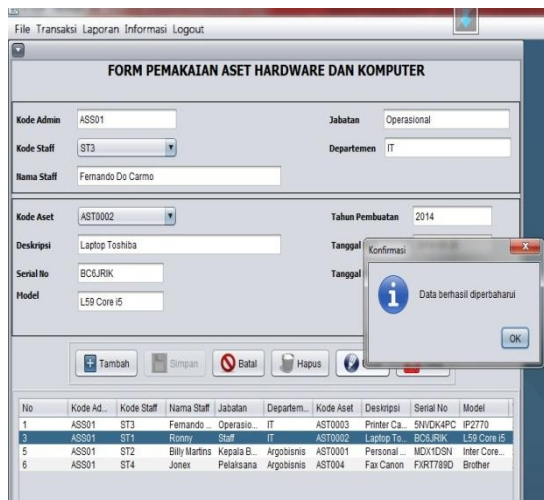 File Transaksi Laporan Informasi Logout
FORM PEMAKAIAN ASET HARDWARE DAN KOMPUTER
Kode Admin ASS01 Jabatan Operasional
Kode Staff ST3 Departemen IT
Nama Staff Fernando Do Carmo
Kode Aset AST0002 Tahun Pembuatan 2014
Deskripsi Laptop Toshiba Tanggal
Serial No BC6JRIK Tanggal
Model L59 Core i5
Konfirmasi
Data berhasil diperbaharui
OK
Tambah Simpan Batal Hapus
No Kode Ad... Kode Staff Nama Staff Jabatan Departem... Kode Aset Deskripsi Serial No Model
1 ASS01 ST3 Fernando ... Operasio... IT AST0003 Printer Ca... 5NVDK4PC IP2770
3 ASS01 ST1 Ronny Staff IT AST0002 Laptop To... BC6JRIK L59 Core i5
5 ASS01 ST2 Billy Martins Kepala B... Argobisnis AST0001 Personal ... MDX1DSN Inter Core...
6 ASS01 ST4 Jonex Pelaksana Argobisnis AST004 Fax Canon FXRT789D Brother